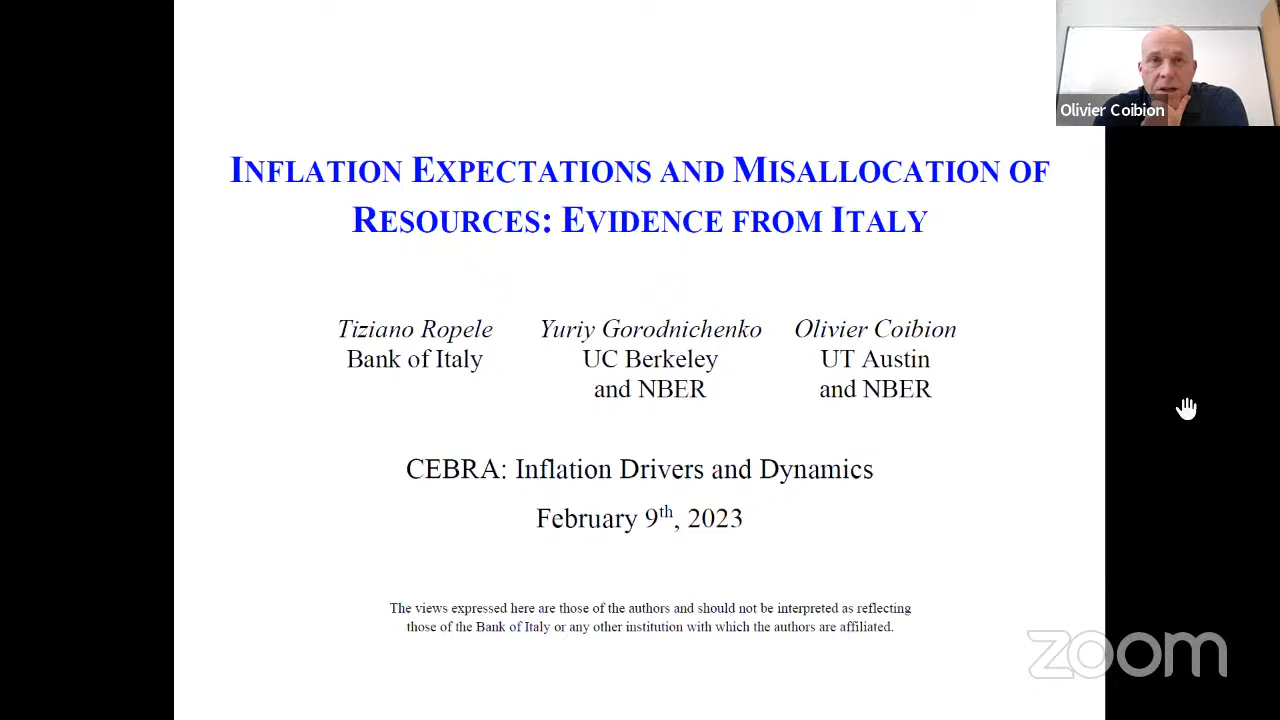 Olivier Coibion
INFLATION EXPECTATIONS AND MISALLOCATION OF
RESOURCES: EVIDENCE FROM ITALY
Tiziano Ropele Yuriy Gorodnichenko Olivier Coibion
Bank of Italy UC Berkeley UT Austin
and NBER and NBER
CEBRA: Inflation Drivers and Dynamics
February 9th, 2023
The views expressed here are those of the authors and should not be interpreted as reflecting
those of the Bank of Italy or any other institution with which the authors are affiliated.
zoom